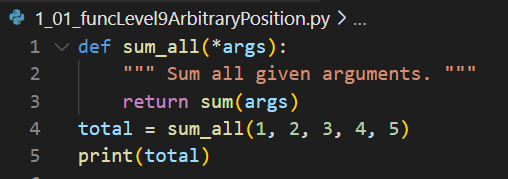 1_01_funcLevel9ArbitraryPosition.py > ...
1 def sum_all(*args):
2     """ Sum all given arguments. """
3     return sum(args)
4 total = sum_all(1, 2, 3, 4, 5)
5 print(total)